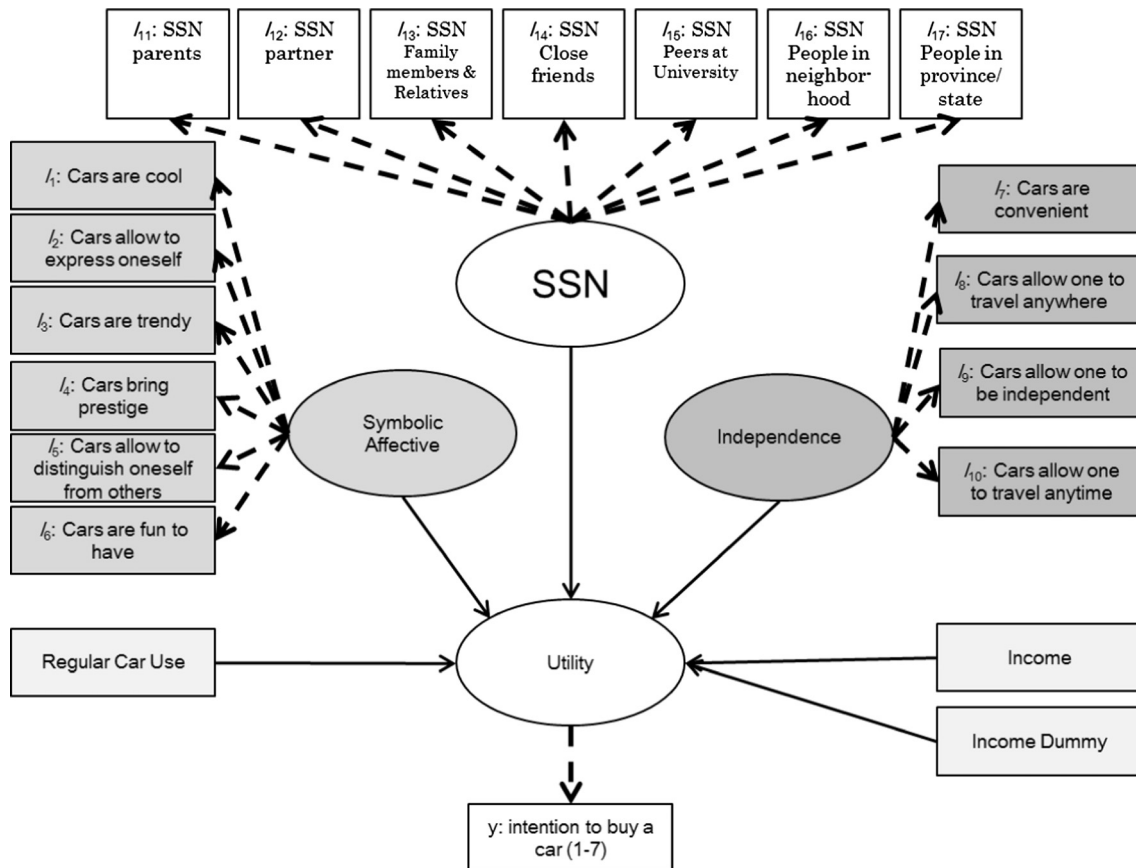 I11: SSN
parents
I12: SSN
partner
I13: SSN
Family
members &
Relatives
I14: SSN
Close
friends
I15: SSN
Peers at
University
I16: SSN
People in
neighbor-
hood
I17: SSN
People in
province/
state
I1: Cars are cool
I2: Cars allow to
express oneself
I3: Cars are trendy
I4: Cars bring
prestige
I5: Cars allow to
distinguish oneself
from others
I6: Cars are fun to
have
SSN
Symbolic
Affective
Independence
I7: Cars are
convenient
I8: Cars allow one to
travel anywhere
I9: Cars allow one to
be independent
I10: Cars allow one
to travel anytime
Regular Car Use
Utility
Income
Income Dummy
y: intention to buy a
car (1-7)